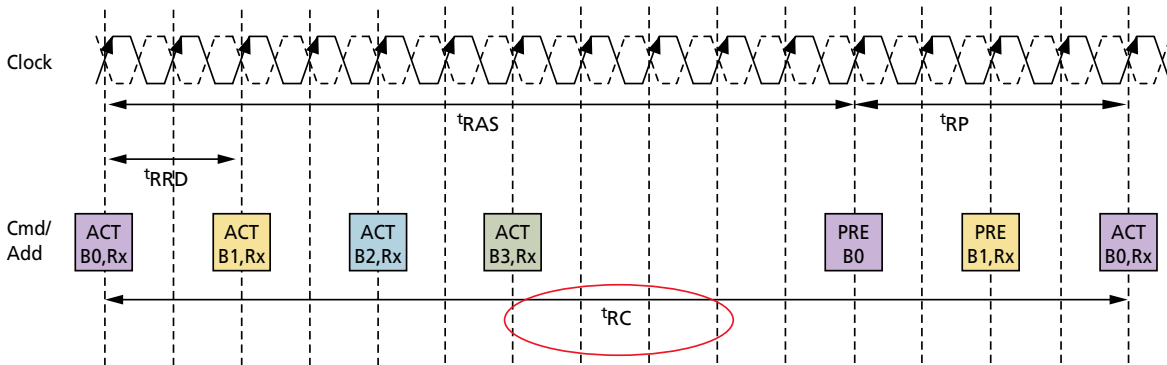 Clock
tRAS
tRP
tRRD
Cmd/
Add
ACT
B0,Rx
ACT
B1,Rx
ACT
B2,Rx
ACT
B3,Rx
PRE
B0
PRE
B1,Rx
ACT
B0,Rx
tRC